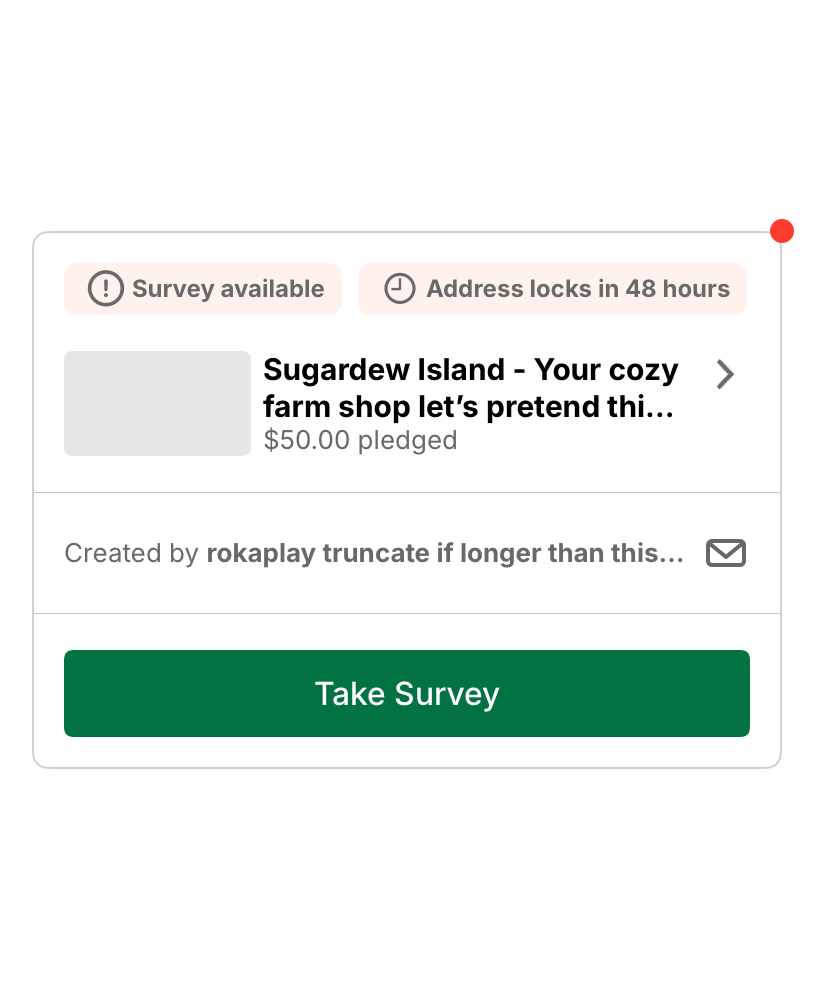 Survey available
Address locks in 48 hours
Sugardew Island - Your cozy
farm shop let’s pretend thi...
$50.00 pledged
Created by rokaplay truncate if longer than this...
Take Survey